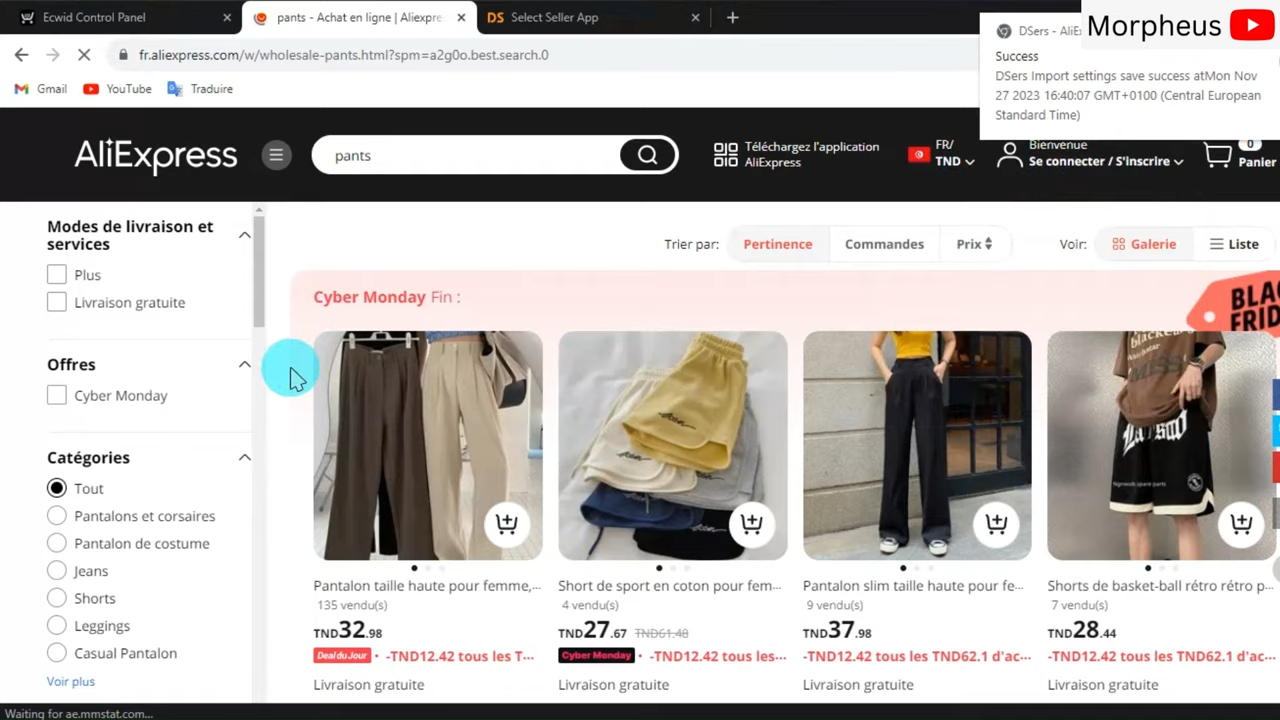 Ecwid Control Panel
pants - Achat en ligne | Aliexpre
DS Select Seller App
fr.aliexpress.com/w/wholesale-pants.html?spm=a2g0o.best.search.0
Gmail
YouTube
Traduire
Morpheus
DSers - AliE
Success
DSers Import settings save success atMon Nov
27 2023 16:40:07 GMT+0100 (Central European
Standard Time)
AliExpress
pants
Téléchargez l'application
AliExpress
FR/
TND
Bienvenue
Se connecter / S'inscrire
0
Panier
Modes de livraison et
services
Plus
Livraison gratuite
Offres
Cyber Monday
Catégories
Tout
Pantalons et corsaires
Pantalon de costume
Jeans
Shorts
Leggings
Casual Pantalon
Voir plus
Trier par:
Pertinence
Commandes
Prix
Voir:
Galerie
Liste
Cyber Monday Fin :
BLAC
FRID
Pantalon taille haute pour femme,...
135 vendu(s)
TND32.98
Deal du Jour • -TND12.42 tous les T...
Livraison gratuite
Short de sport en coton pour fem...
4 vendu(s)
TND27.67 TND61.48
Cyber Monday • -TND12.42 tous les...
Livraison gratuite
Pantalon slim taille haute pour fe...
9 vendu(s)
TND37.98
-TND12.42 tous les TND62.1 d'ac...
Livraison gratuite
Shorts de basket-ball rétro rétro p...
7 vendu(s)
TND28.44
-TND12.42 tous les TND62.1 d'ac...
Livraison gratuite
Waiting for ae.mmstat.com...